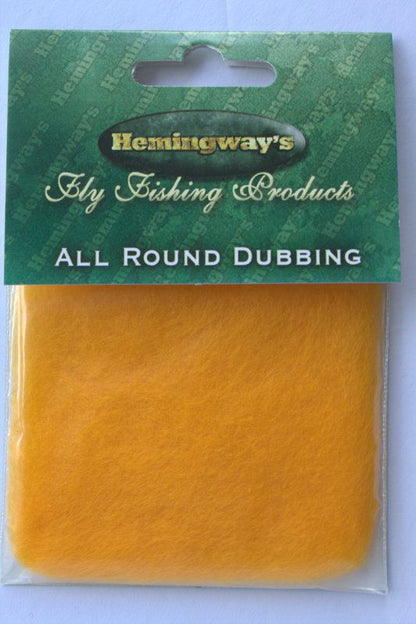 Hemingway's
Fly Fishing Products
All Round Dubbing